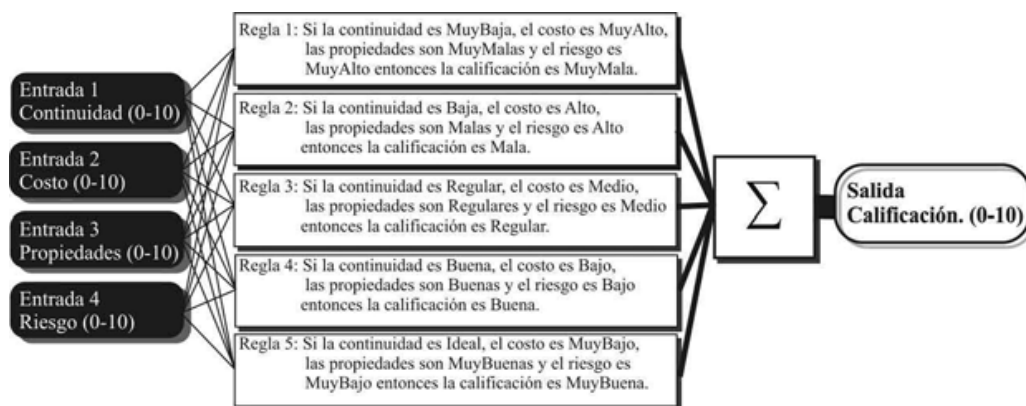 Entrada 1
Continuidad (0-10)
Entrada 2
Costo (0-10)
Entrada 3
Propiedades (0-10)
Entrada 4
Riesgo (0-10)
Regla 1: Si la continuidad es MuyBaja, el costo es MuyAlto,
las propiedades son MuyMalas y el riesgo es
MuyAlto entonces la calificación es MuyMala.
Regla 2: Si la continuidad es Baja, el costo es Alto,
las propiedades son Malas y el riesgo es Alto
entonces la calificación es Mala.
Regla 3: Si la continuidad es Regular, el costo es Medio,
las propiedades son Regulares y el riesgo es Medio
entonces la calificación es Regular.
Regla 4: Si la continuidad es Buena, el costo es Bajo,
las propiedades son Buenas y el riesgo es Bajo
entonces la calificación es Buena.
Regla 5: Si la continuidad es Ideal, el costo es MuyBajo,
las propiedades son MuyBuenas y el riesgo es
MuyBajo entonces la calificación es MuyBuena.
Σ
Salida
Calificación. (0-10)